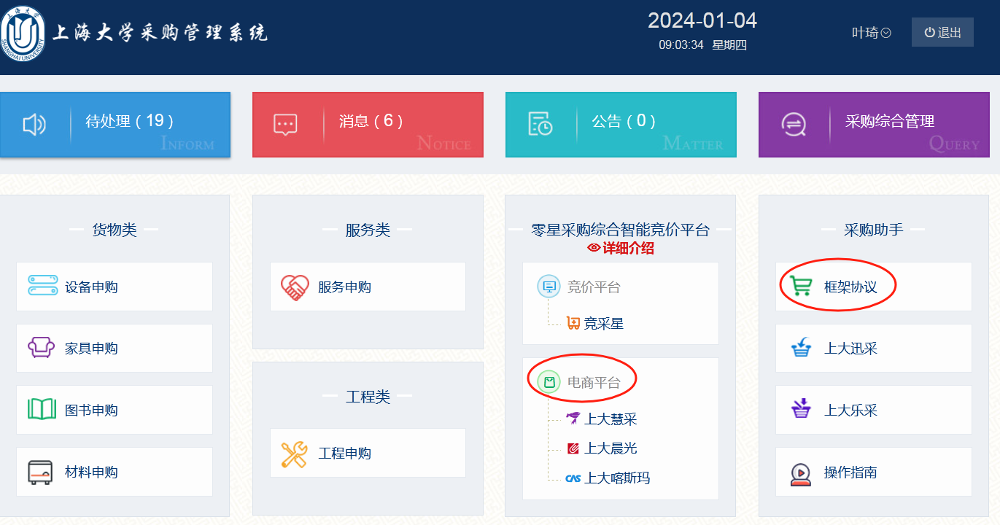 上海大学
SHANGHAI UNIVERSITY
上海大学采购管理系统
2024-01-04
09:03:34 星期四
叶琦
退出
待处理（19）
INFORM
消息（6）
NOTICE
公告（0）
MATTER
采购综合管理
QUERY
货物类
设备申购
家具申购
图书申购
材料申购
服务类
服务申购
工程类
工程申购
零星采购综合智能竞价平台
详细介绍
竞价平台
竞采星
电商平台
上大慧采
上大晨光
CAS 上大喀斯玛
采购助手
框架协议
上大迅采
上大乐采
操作指南